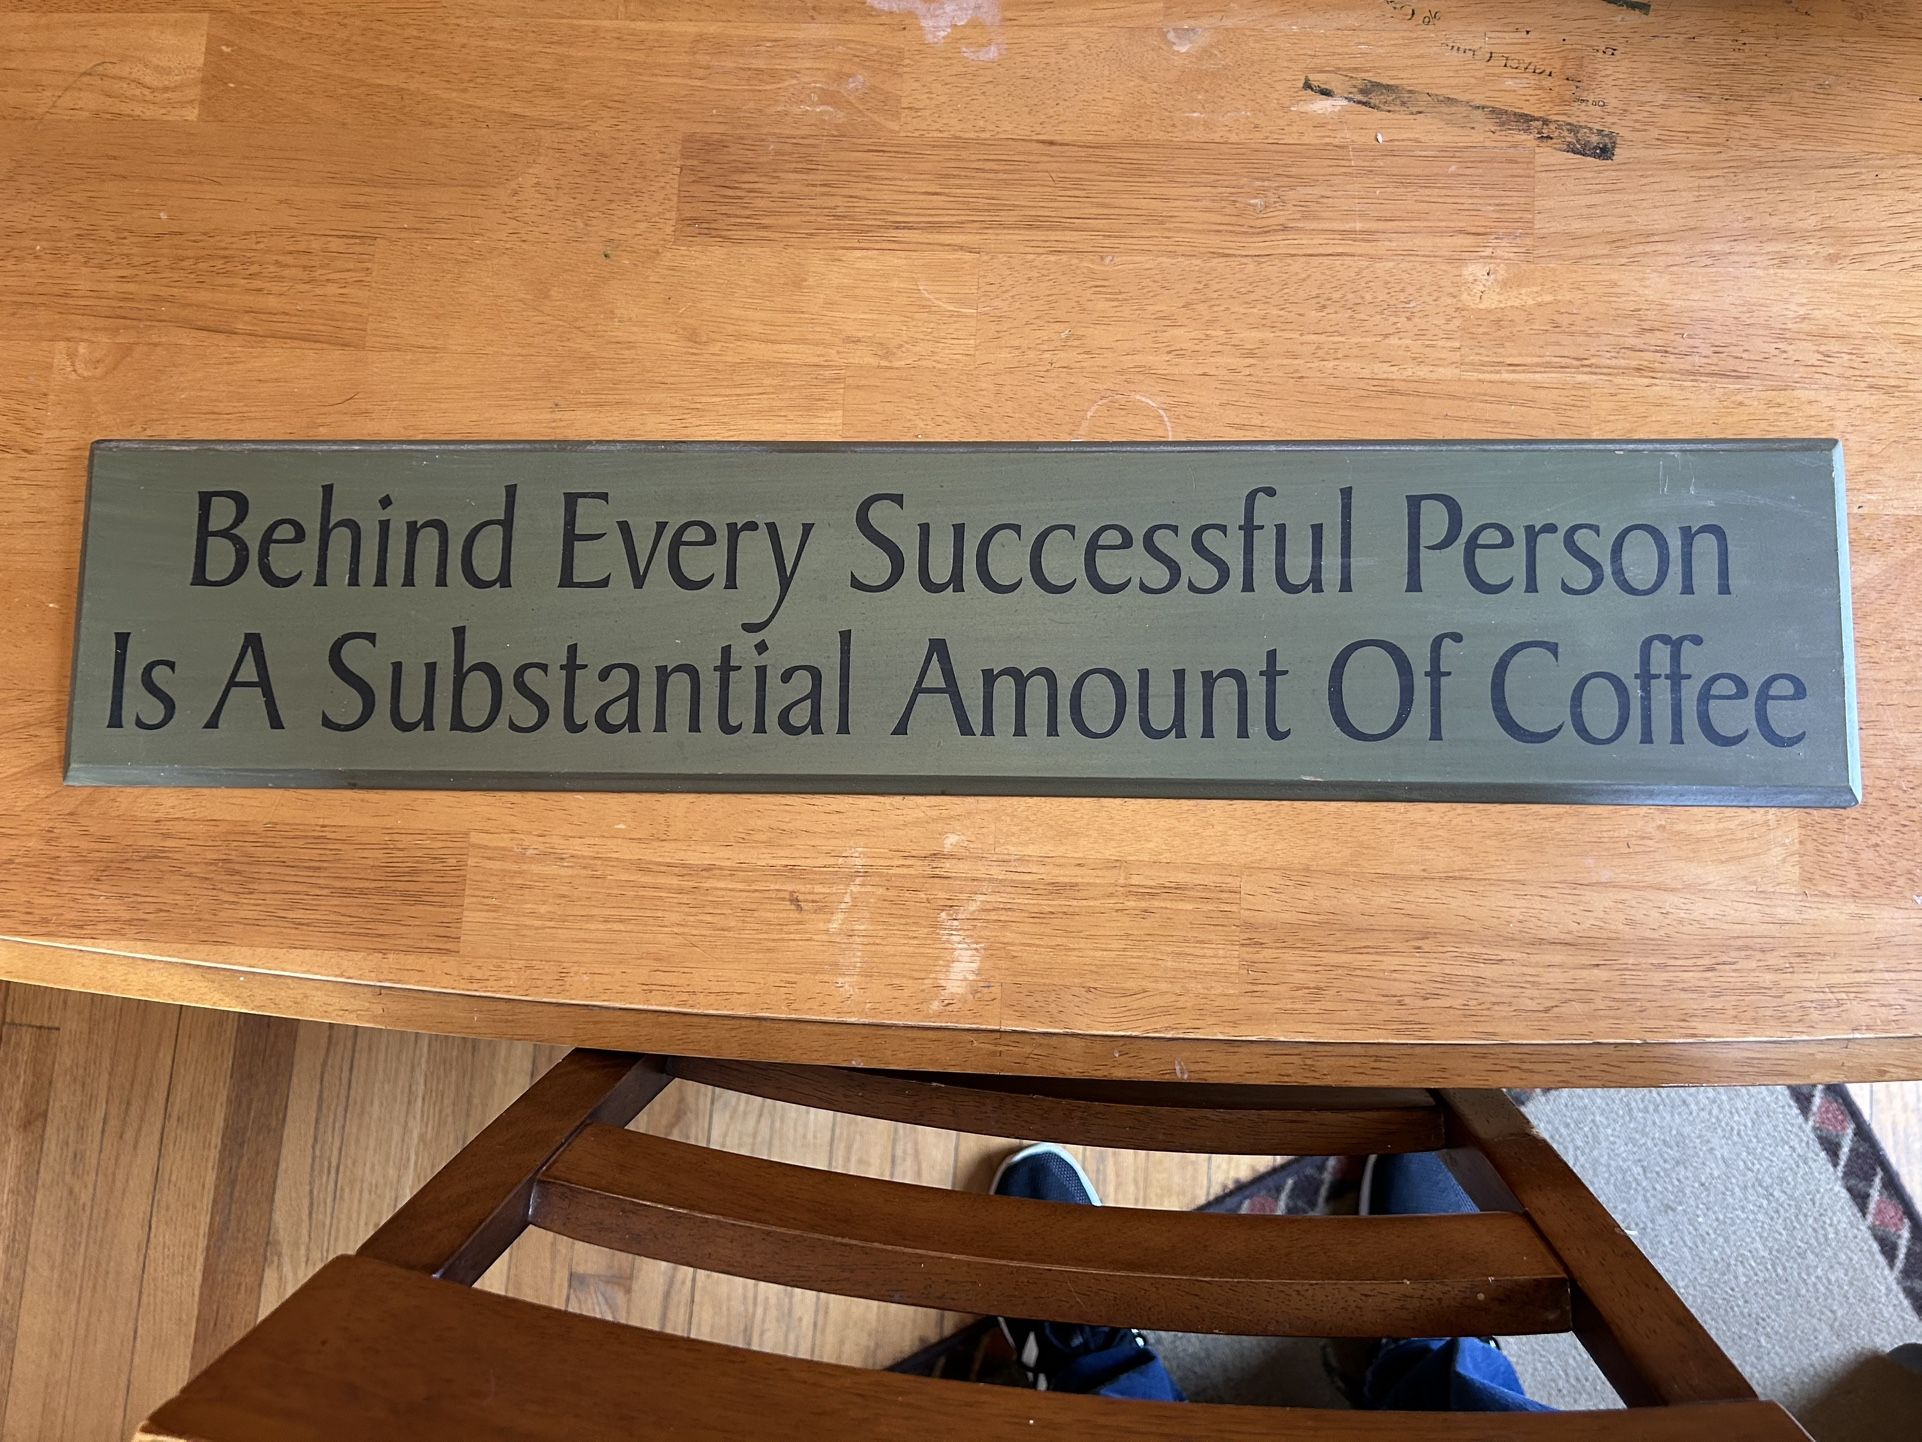 Behind Every Successful Person
Is A Substantial Amount Of Coffee